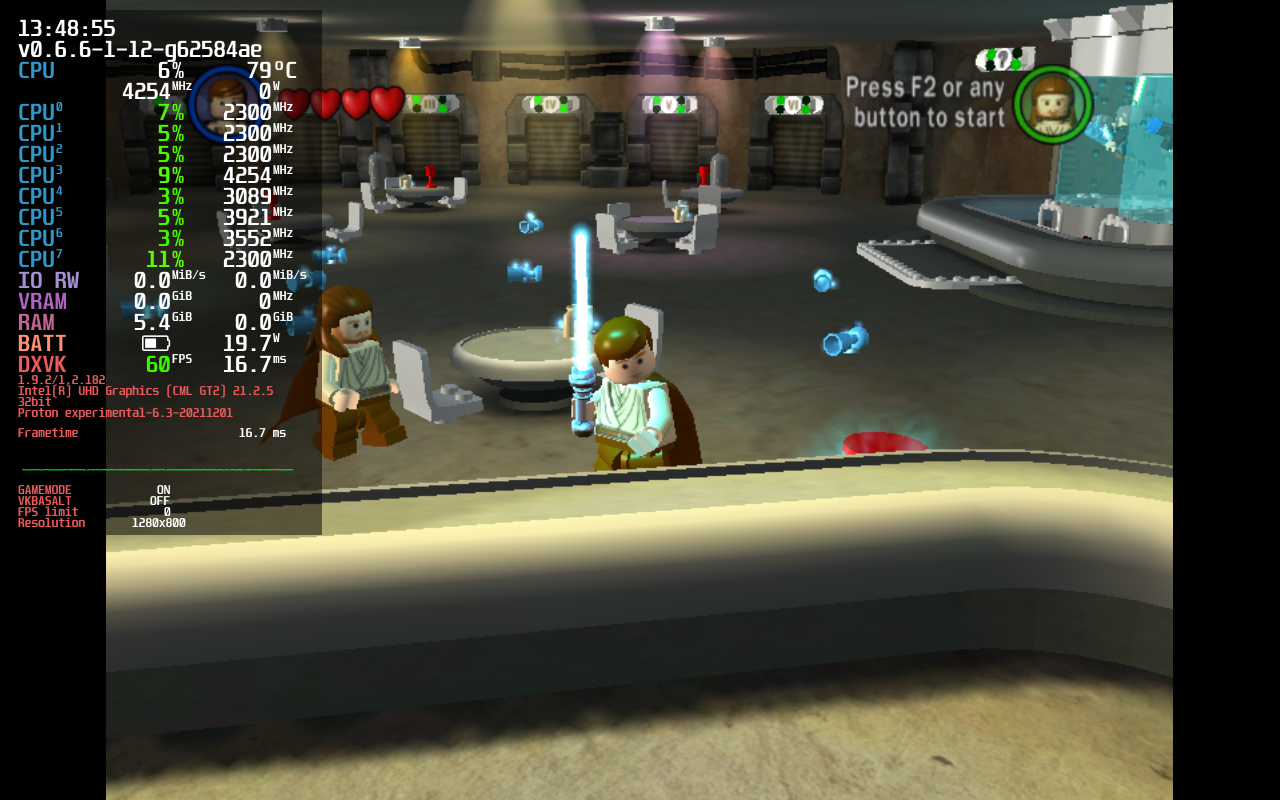 13:48:55
v0.6.6-1-12-g62584ae
CPU 6% 79°C
4254MHz 0W
CPU0 7% 2300MHz
CPU1 5% 2300MHz
CPU2 5% 2300MHz
CPU3 9% 4254MHz
CPU4 3% 3089MHz
CPU5 5% 3921MHz
CPU6 3% 3552MHz
CPU7 11% 2300MHz
IO RW 0.0MiB/s 0.0MiB/s
VRAM 0.0GiB 0MHz
RAM 5.4GiB 0.0GiB
BATT 19.7W
DXVK 60FPS 16.7ms
1.9.2/1.2.182
Intel(R) UHD Graphics (CML GT2) 21.2.5
32bit
Proton experimental-6.3-20211201
Frametime 16.7 ms
GAMEMODE ON
VKBASALT OFF
FPS limit 0
Resolution 1280x800
Press F2 or any
button to start
III
IV
V
VI
?